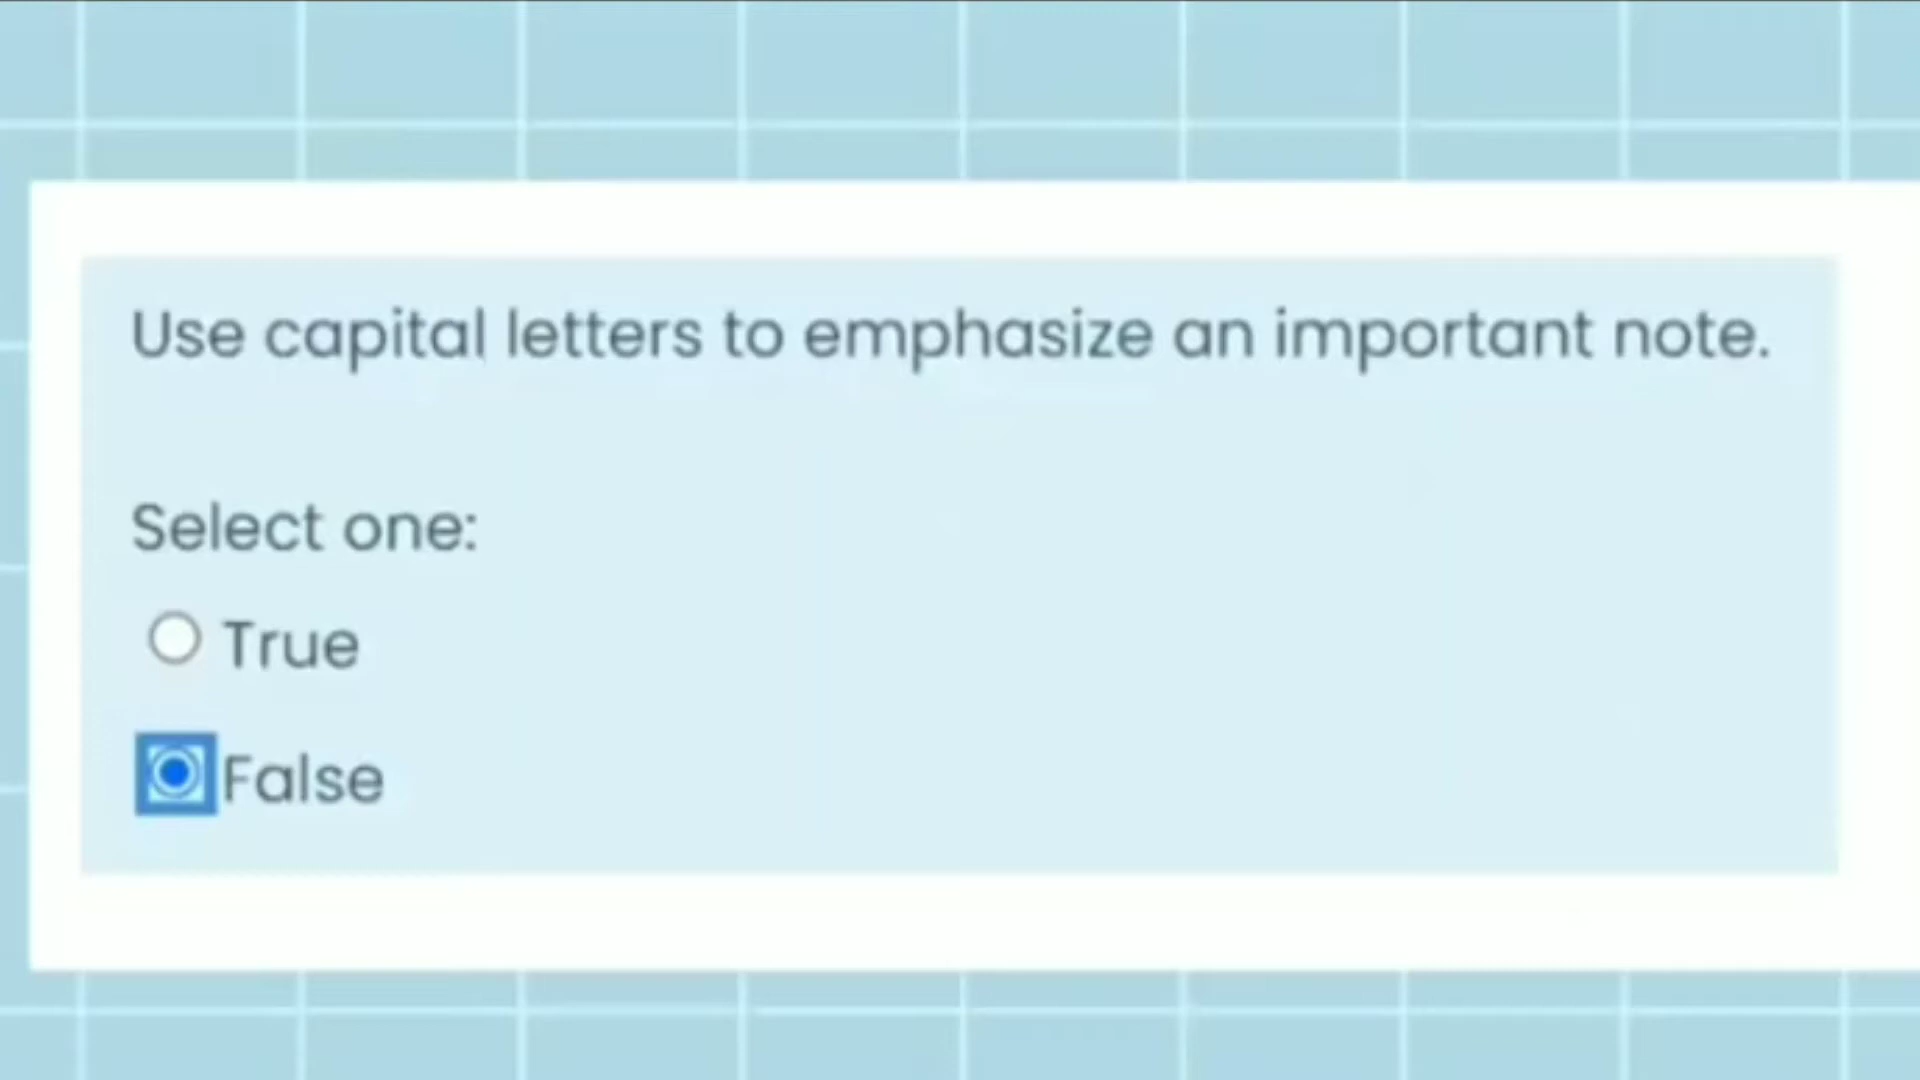 Use capital letters to emphasize an important note.
Select one:
True
False